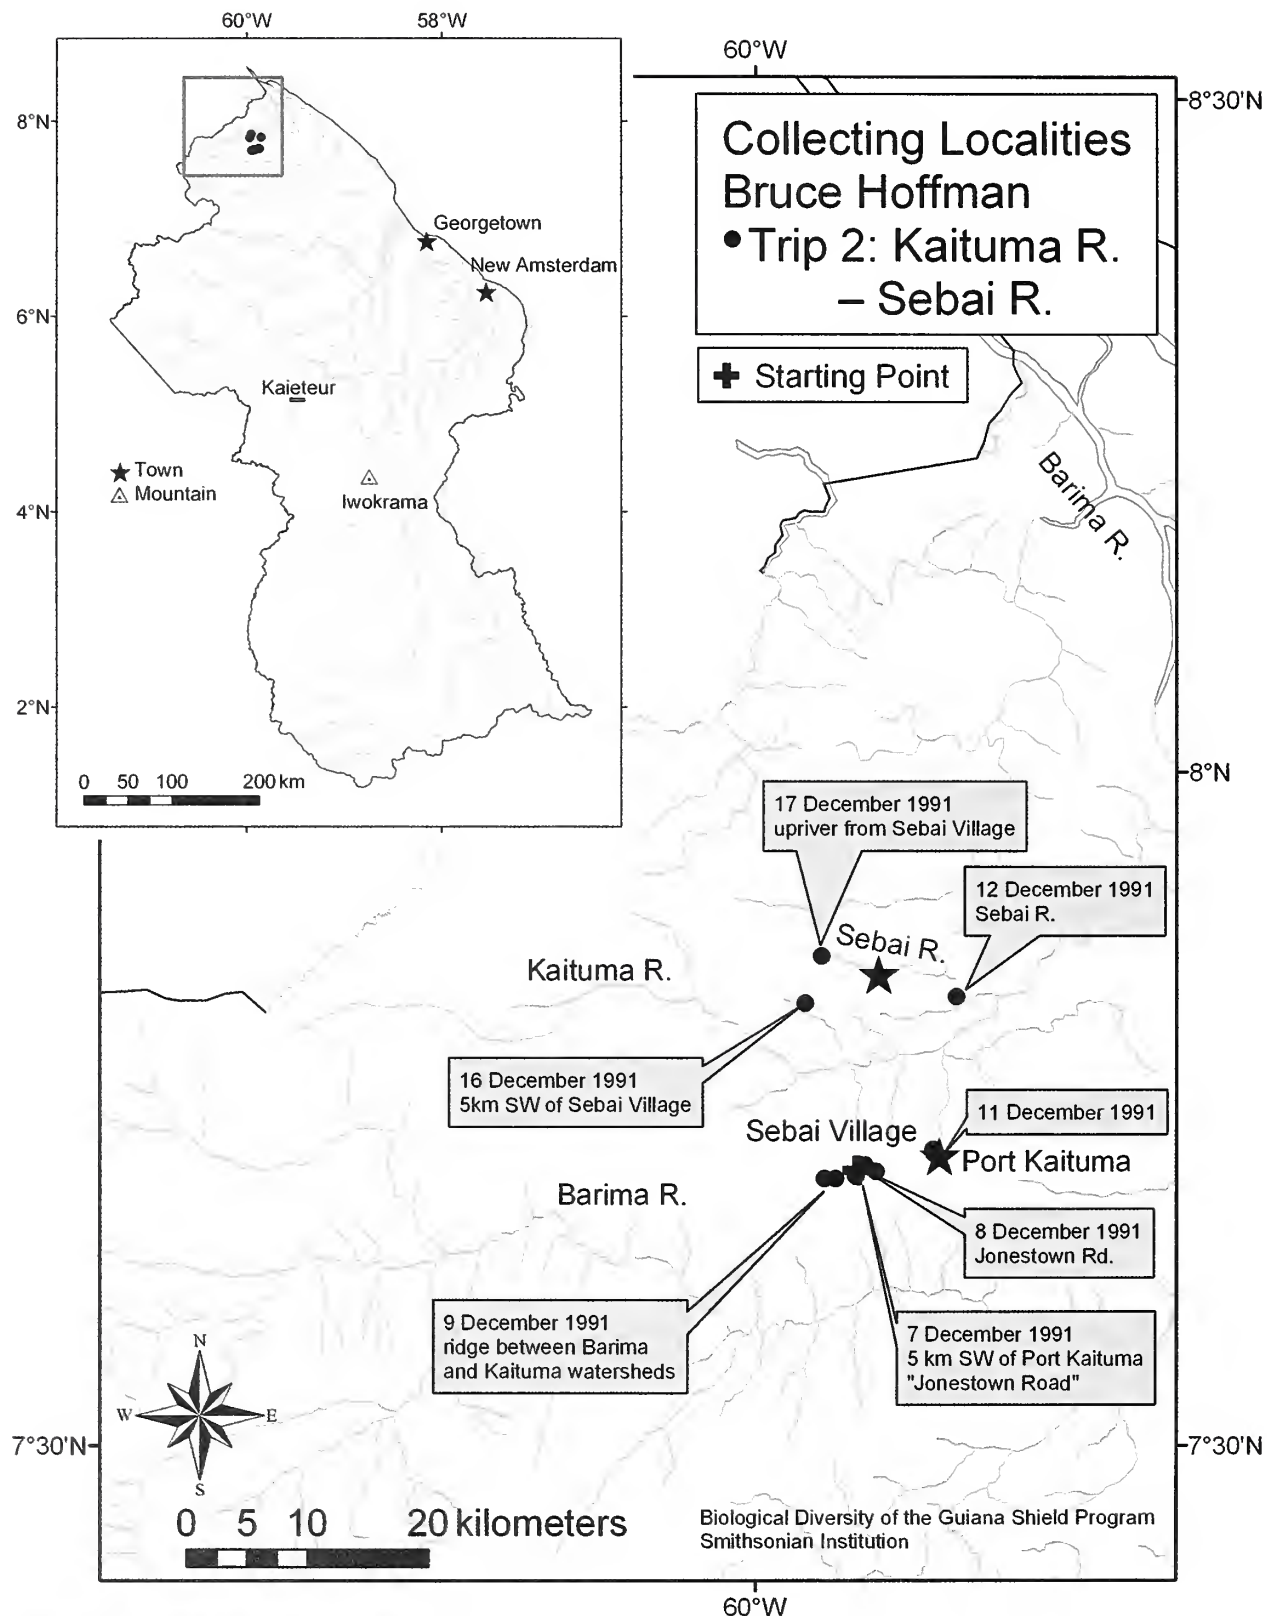 60°W
58°W
8°N
6°N
4°N
2°N
Georgetown
New Amsterdam
Kaieteur
Town
Mountain
Iwokrama
0 50 100 200 km
60°W
8°30'N
Collecting Localities
Bruce Hoffman
Trip 2: Kaituma R.
– Sebai R.
Starting Point
Barima R.
8°N
17 December 1991
upriver from Sebai Village
12 December 1991
Sebai R.
Sebai R.
Kaituma R.
16 December 1991
5km SW of Sebai Village
11 December 1991
Sebai Village
Port Kaituma
Barima R.
8 December 1991
Jonestown Rd.
9 December 1991
ridge between Barima
and Kaituma watersheds
7 December 1991
5 km SW of Port Kaituma
"Jonestown Road"
N
W E
S
7°30'N
7°30'N
0 5 10 20 kilometers
Biological Diversity of the Guiana Shield Program
Smithsonian Institution
60°W